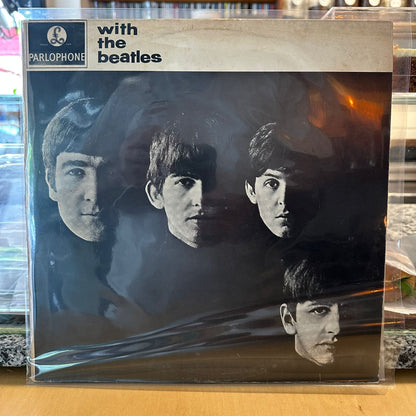 £
PARLOPHONE
with
the
beatles